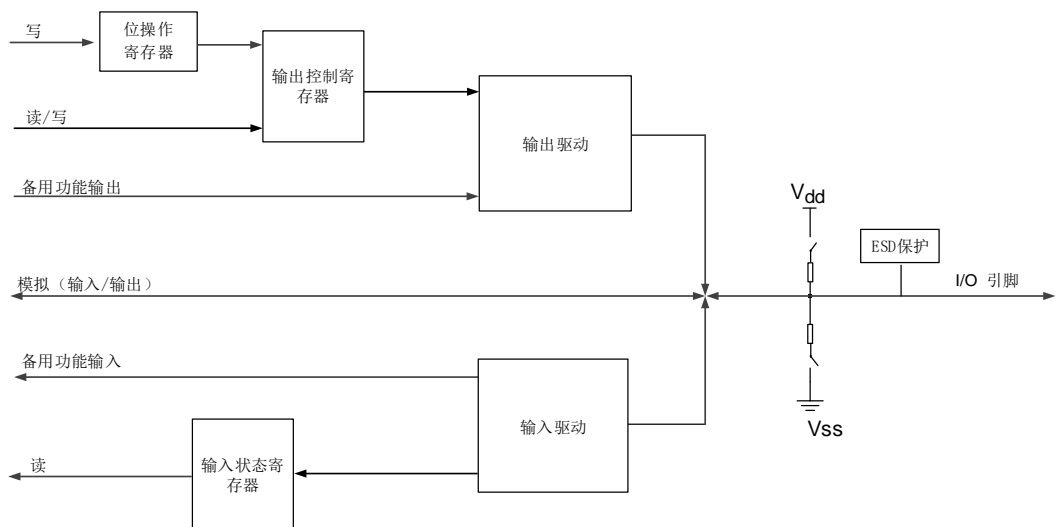 写
位操作
寄存器
输出控制寄
存器
读/写
输出驱动
备用功能输出
Vdd
ESD保护
模拟（输入/输出）
I/O 引脚
备用功能输入
输入驱动
Vss
读
输入状态寄
存器